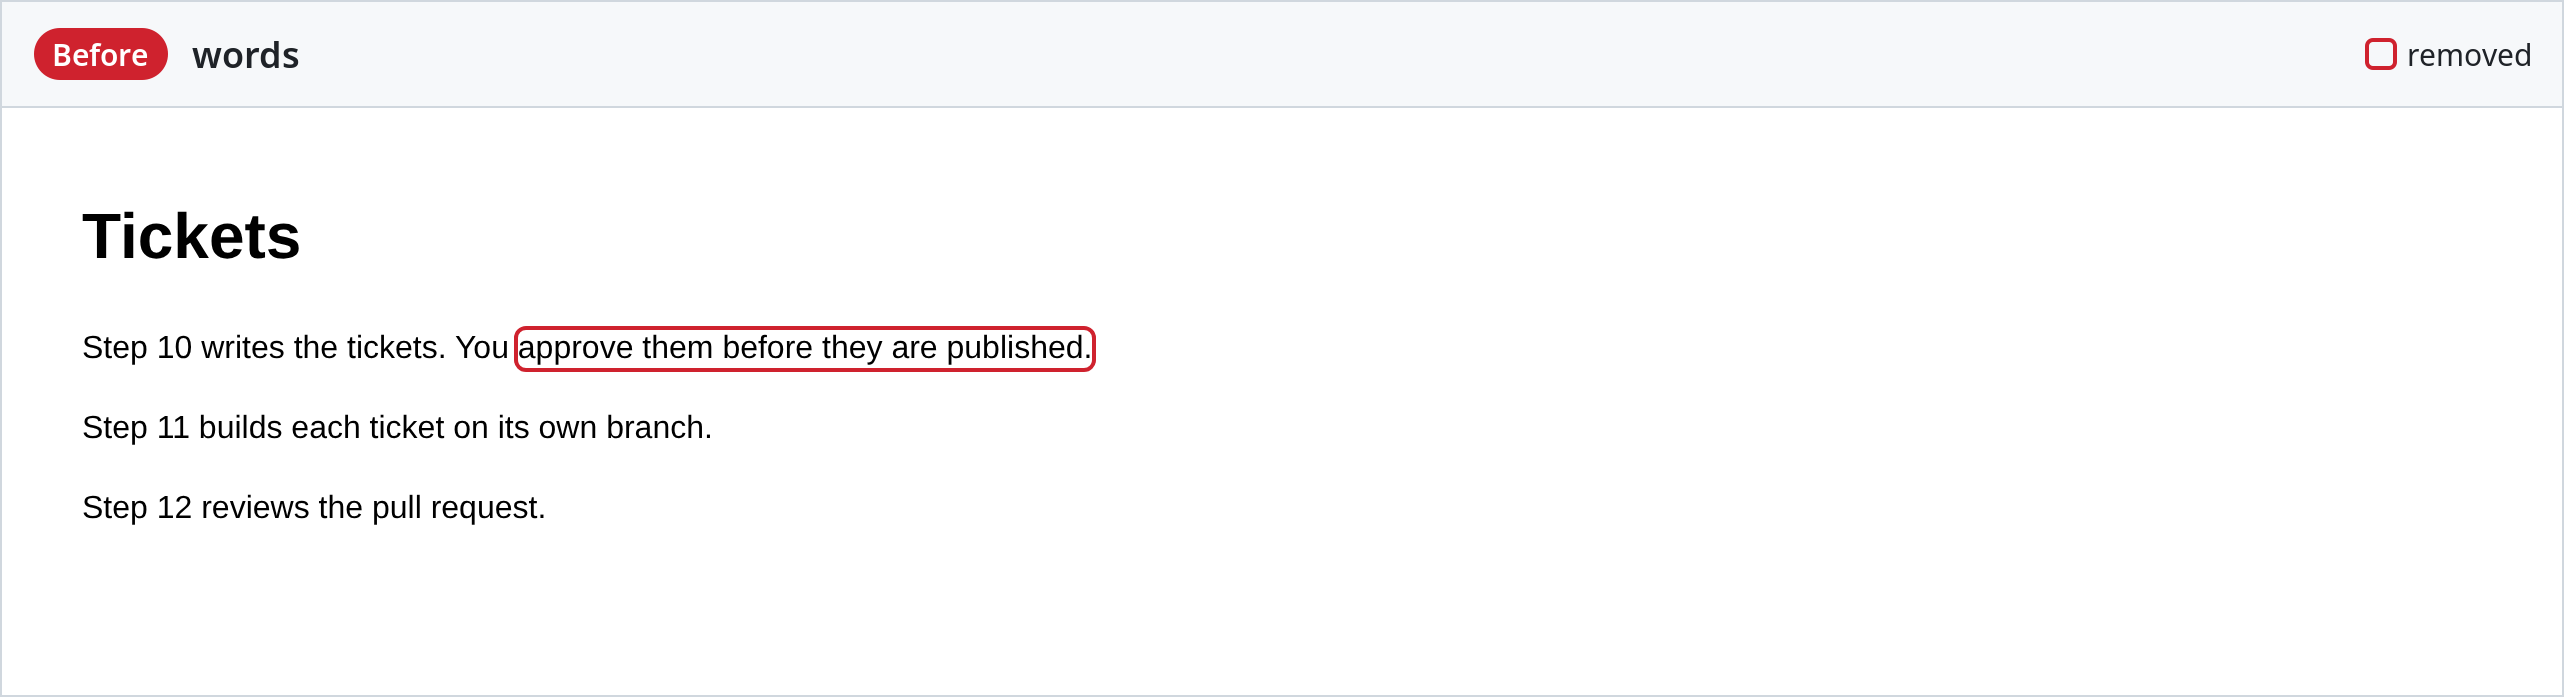 Before words removed
Tickets
Step 10 writes the tickets. You approve them before they are published.
Step 11 builds each ticket on its own branch.
Step 12 reviews the pull request.